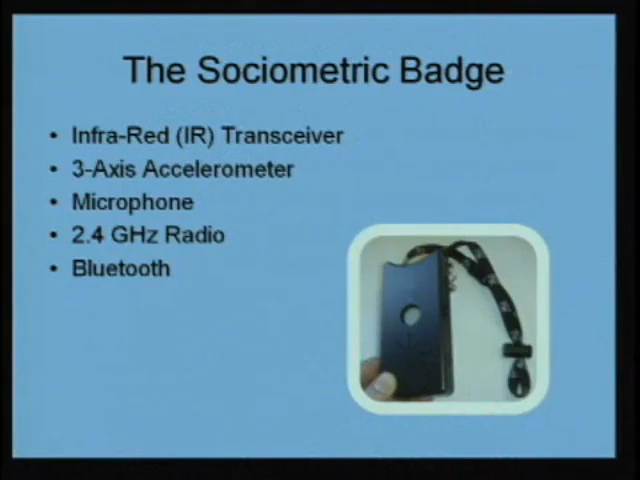 The Sociometric Badge
• Infra-Red (IR) Transceiver
• 3-Axis Accelerometer
• Microphone
• 2.4 GHz Radio
• Bluetooth